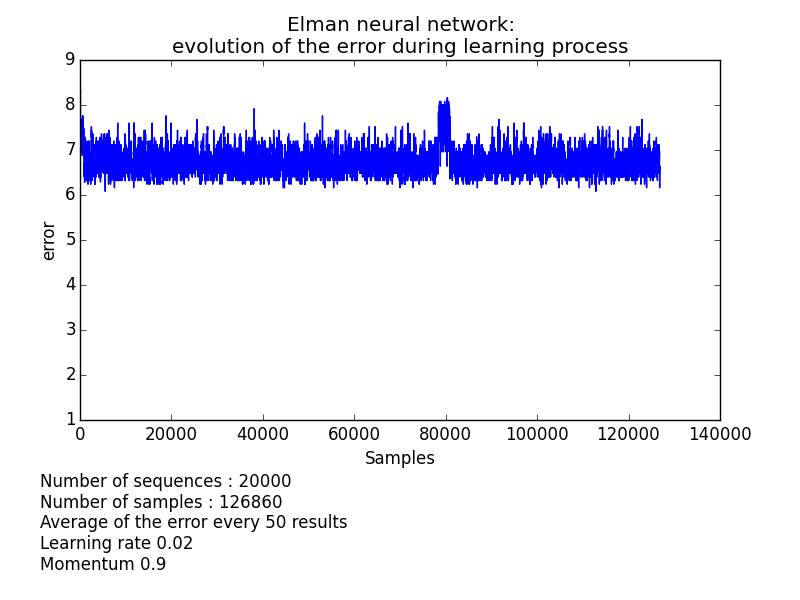 Elman neural network:
evolution of the error during learning process
9
8
7
6
5
4
3
2
1
error
0 20000 40000 60000 80000 100000 120000 140000
Samples
Number of sequences : 20000
Number of samples : 126860
Average of the error every 50 results
Learning rate 0.02
Momentum 0.9